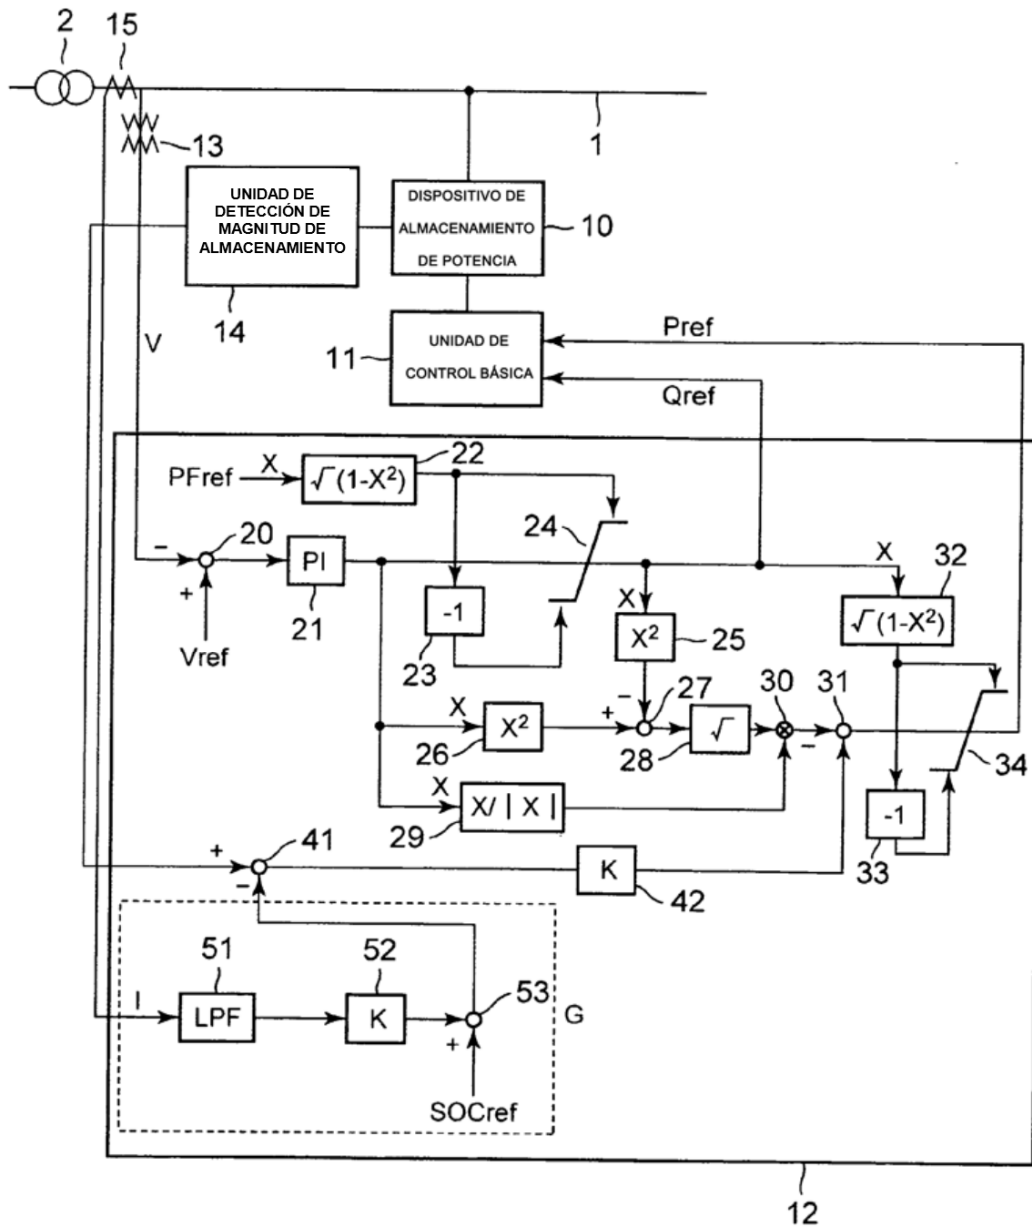 2
15
13
1
UNIDAD DE
DETECCIÓN DE
MAGNITUD DE
ALMACENAMIENTO
14
DISPOSITIVO DE
ALMACENAMIENTO
DE POTENCIA
10
V
11
UNIDAD DE
CONTROL BÁSICA
Pref
Qref
PFref
X
√(1-X²)
22
24
20
−
+
Vref
PI
21
-1
23
X
X²
25
X
√(1-X²)
32
−
+
27
X
X²
26
√
28
30
−
31
34
X
X/|X|
29
-1
33
+
−
41
K
42
51
52
53
I
LPF
K
+
SOCref
G
12